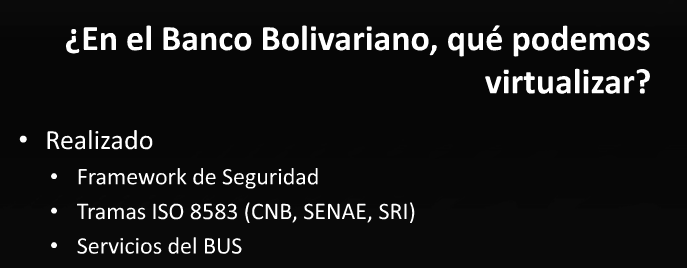 ¿En el Banco Bolivariano, qué podemos
virtualizar?
• Realizado
• Framework de Seguridad
• Tramas ISO 8583 (CNB, SENAE, SRI)
• Servicios del BUS